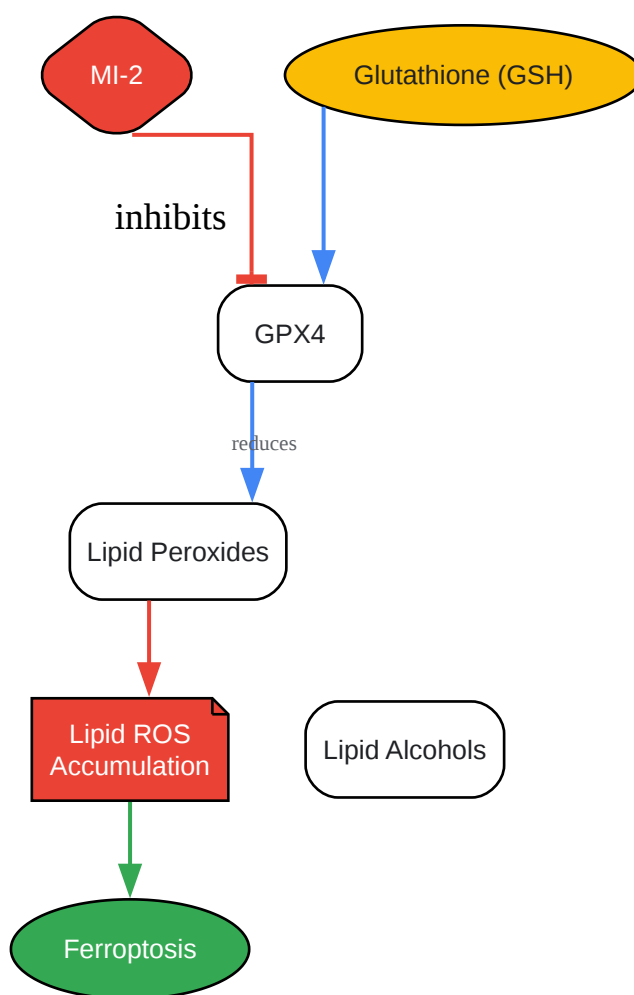 MI-2
Glutathione (GSH)
inhibits
GPX4
reduces
Lipid Peroxides
Lipid ROS
Accumulation
Lipid Alcohols
Ferroptosis